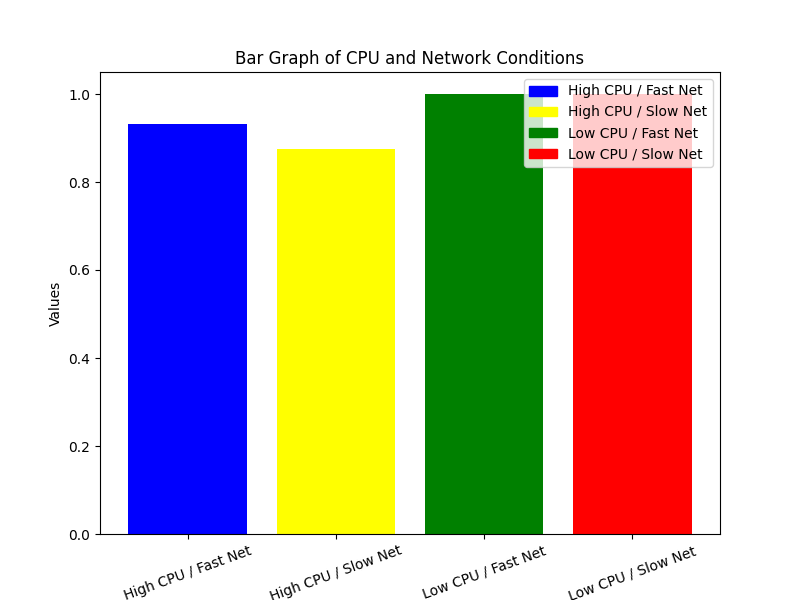 Bar Graph of CPU and Network Conditions
High CPU / Fast Net
High CPU / Slow Net
Low CPU / Fast Net
Low CPU / Slow Net
1.0
0.8
0.6
0.4
0.2
0.0
Values
High CPU / Fast Net
High CPU / Slow Net
Low CPU / Fast Net
Low CPU / Slow Net